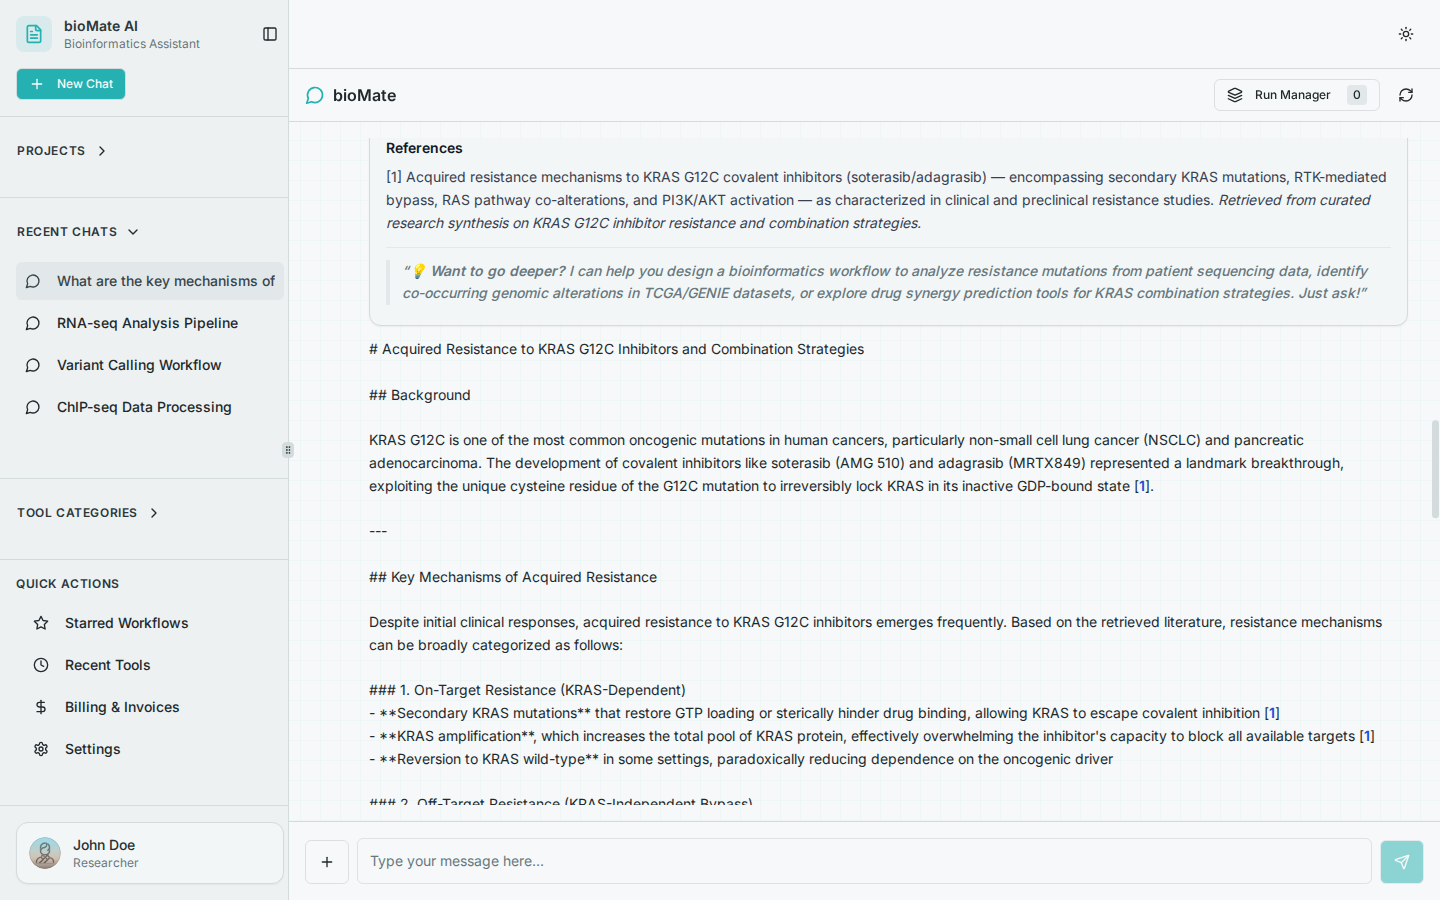 bioMate AI
Bioinformatics Assistant
New Chat
PROJECTS
RECENT CHATS
What are the key mechanisms of
RNA-seq Analysis Pipeline
Variant Calling Workflow
ChIP-seq Data Processing
TOOL CATEGORIES
QUICK ACTIONS
Starred Workflows
Recent Tools
Billing & Invoices
Settings
John Doe
Researcher
bioMate
Run Manager 0
References
[1] Acquired resistance mechanisms to KRAS G12C covalent inhibitors (soterasib/adagrasib) — encompassing secondary KRAS mutations, RTK-mediated
bypass, RAS pathway co-alterations, and PI3K/AKT activation — as characterized in clinical and preclinical resistance studies. Retrieved from curated
research synthesis on KRAS G12C inhibitor resistance and combination strategies.
“💡 Want to go deeper? I can help you design a bioinformatics workflow to analyze resistance mutations from patient sequencing data, identify
co-occurring genomic alterations in TCGA/GENIE datasets, or explore drug synergy prediction tools for KRAS combination strategies. Just ask!”
# Acquired Resistance to KRAS G12C Inhibitors and Combination Strategies
## Background
KRAS G12C is one of the most common oncogenic mutations in human cancers, particularly non-small cell lung cancer (NSCLC) and pancreatic
adenocarcinoma. The development of covalent inhibitors like soterasib (AMG 510) and adagrasib (MRTX849) represented a landmark breakthrough,
exploiting the unique cysteine residue of the G12C mutation to irreversibly lock KRAS in its inactive GDP-bound state [1].
---
## Key Mechanisms of Acquired Resistance
Despite initial clinical responses, acquired resistance to KRAS G12C inhibitors emerges frequently. Based on the retrieved literature, resistance mechanisms
can be broadly categorized as follows:
### 1. On-Target Resistance (KRAS-Dependent)
- **Secondary KRAS mutations** that restore GTP loading or sterically hinder drug binding, allowing KRAS to escape covalent inhibition [1]
- **KRAS amplification**, which increases the total pool of KRAS protein, effectively overwhelming the inhibitor's capacity to block all available targets [1]
- **Reversion to KRAS wild-type** in some settings, paradoxically reducing dependence on the oncogenic driver
### 2. Off-Target Resistance (KRAS-Independent Bypass)
Type your message here...